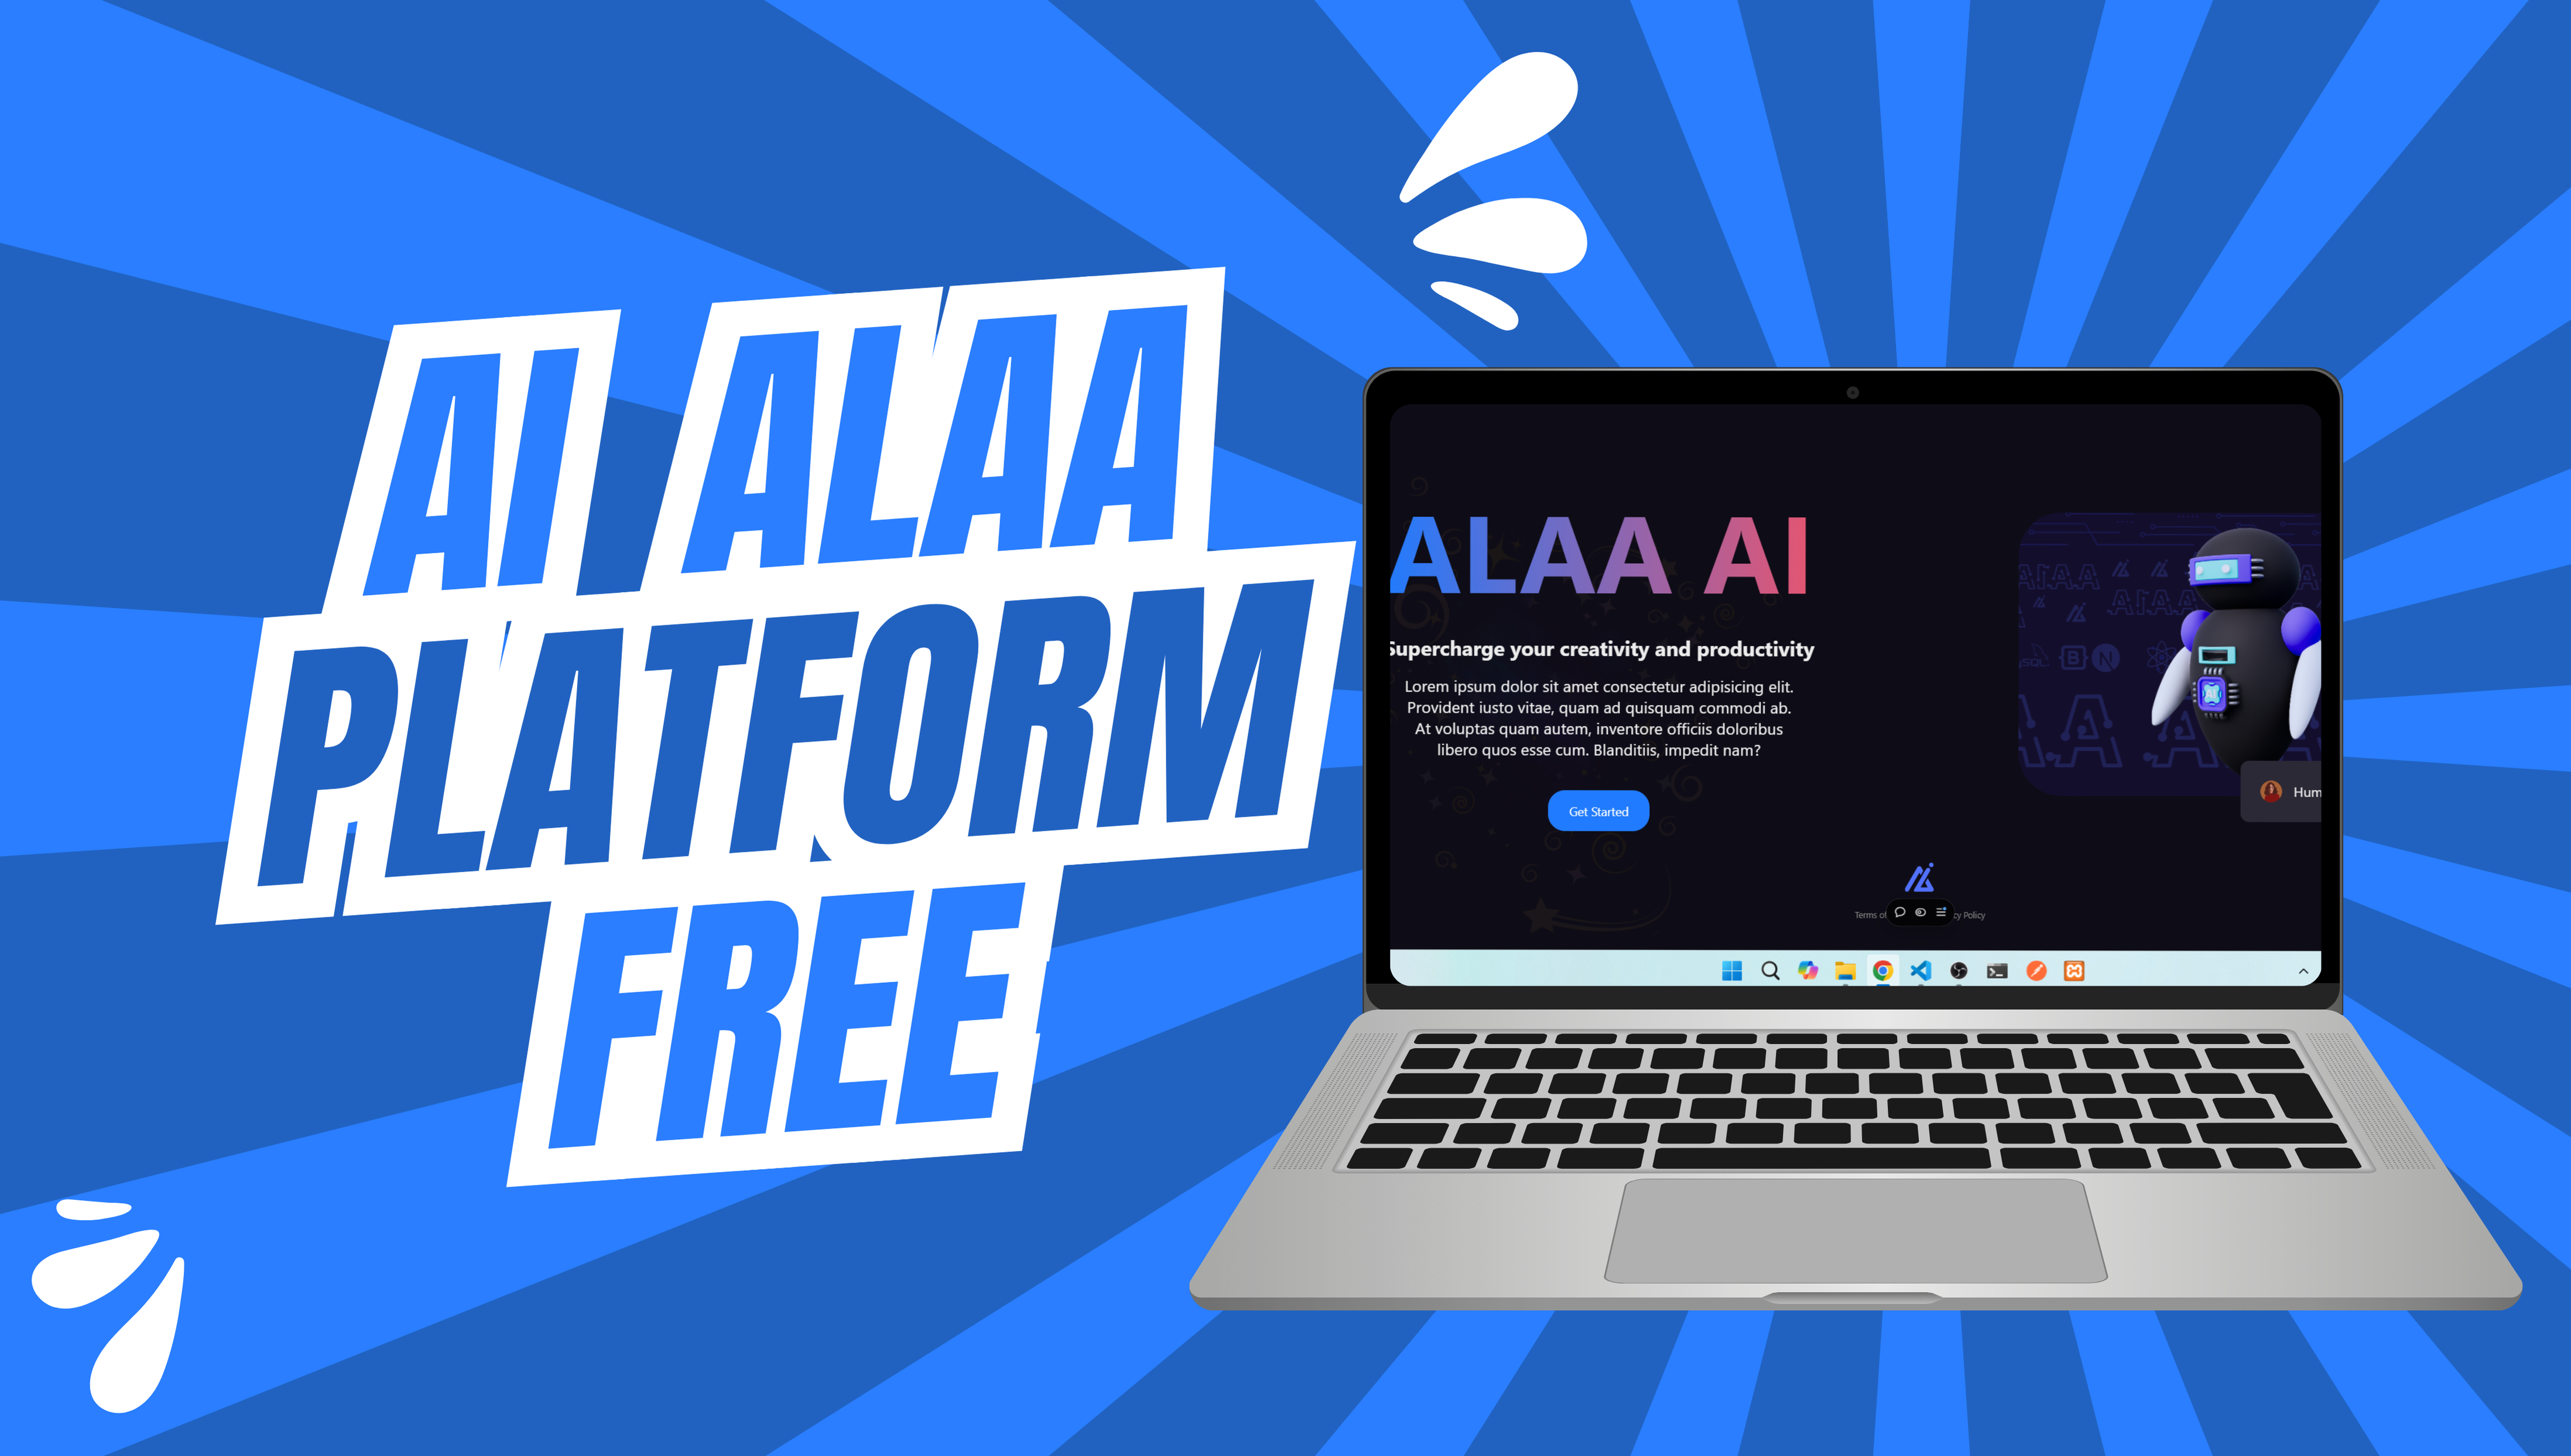 AI ALAA
PLATFORM
FREE
ALAA AI
Supercharge your creativity and productivity
Lorem ipsum dolor sit amet consectetur adipisicing elit.
Provident iusto vitae, quam ad quisquam commodi ab.
At voluptas quam autem, inventore officiis doloribus
libero quos esse cum. Blanditiis, impedit nam?
Get Started
Hum
Terms of
cy Policy